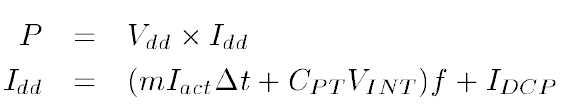 P = V_{dd} × I_{dd}
I_{dd} = (mI_{act}Δt + C_{PT}V_{INT})f + I_{DCP}